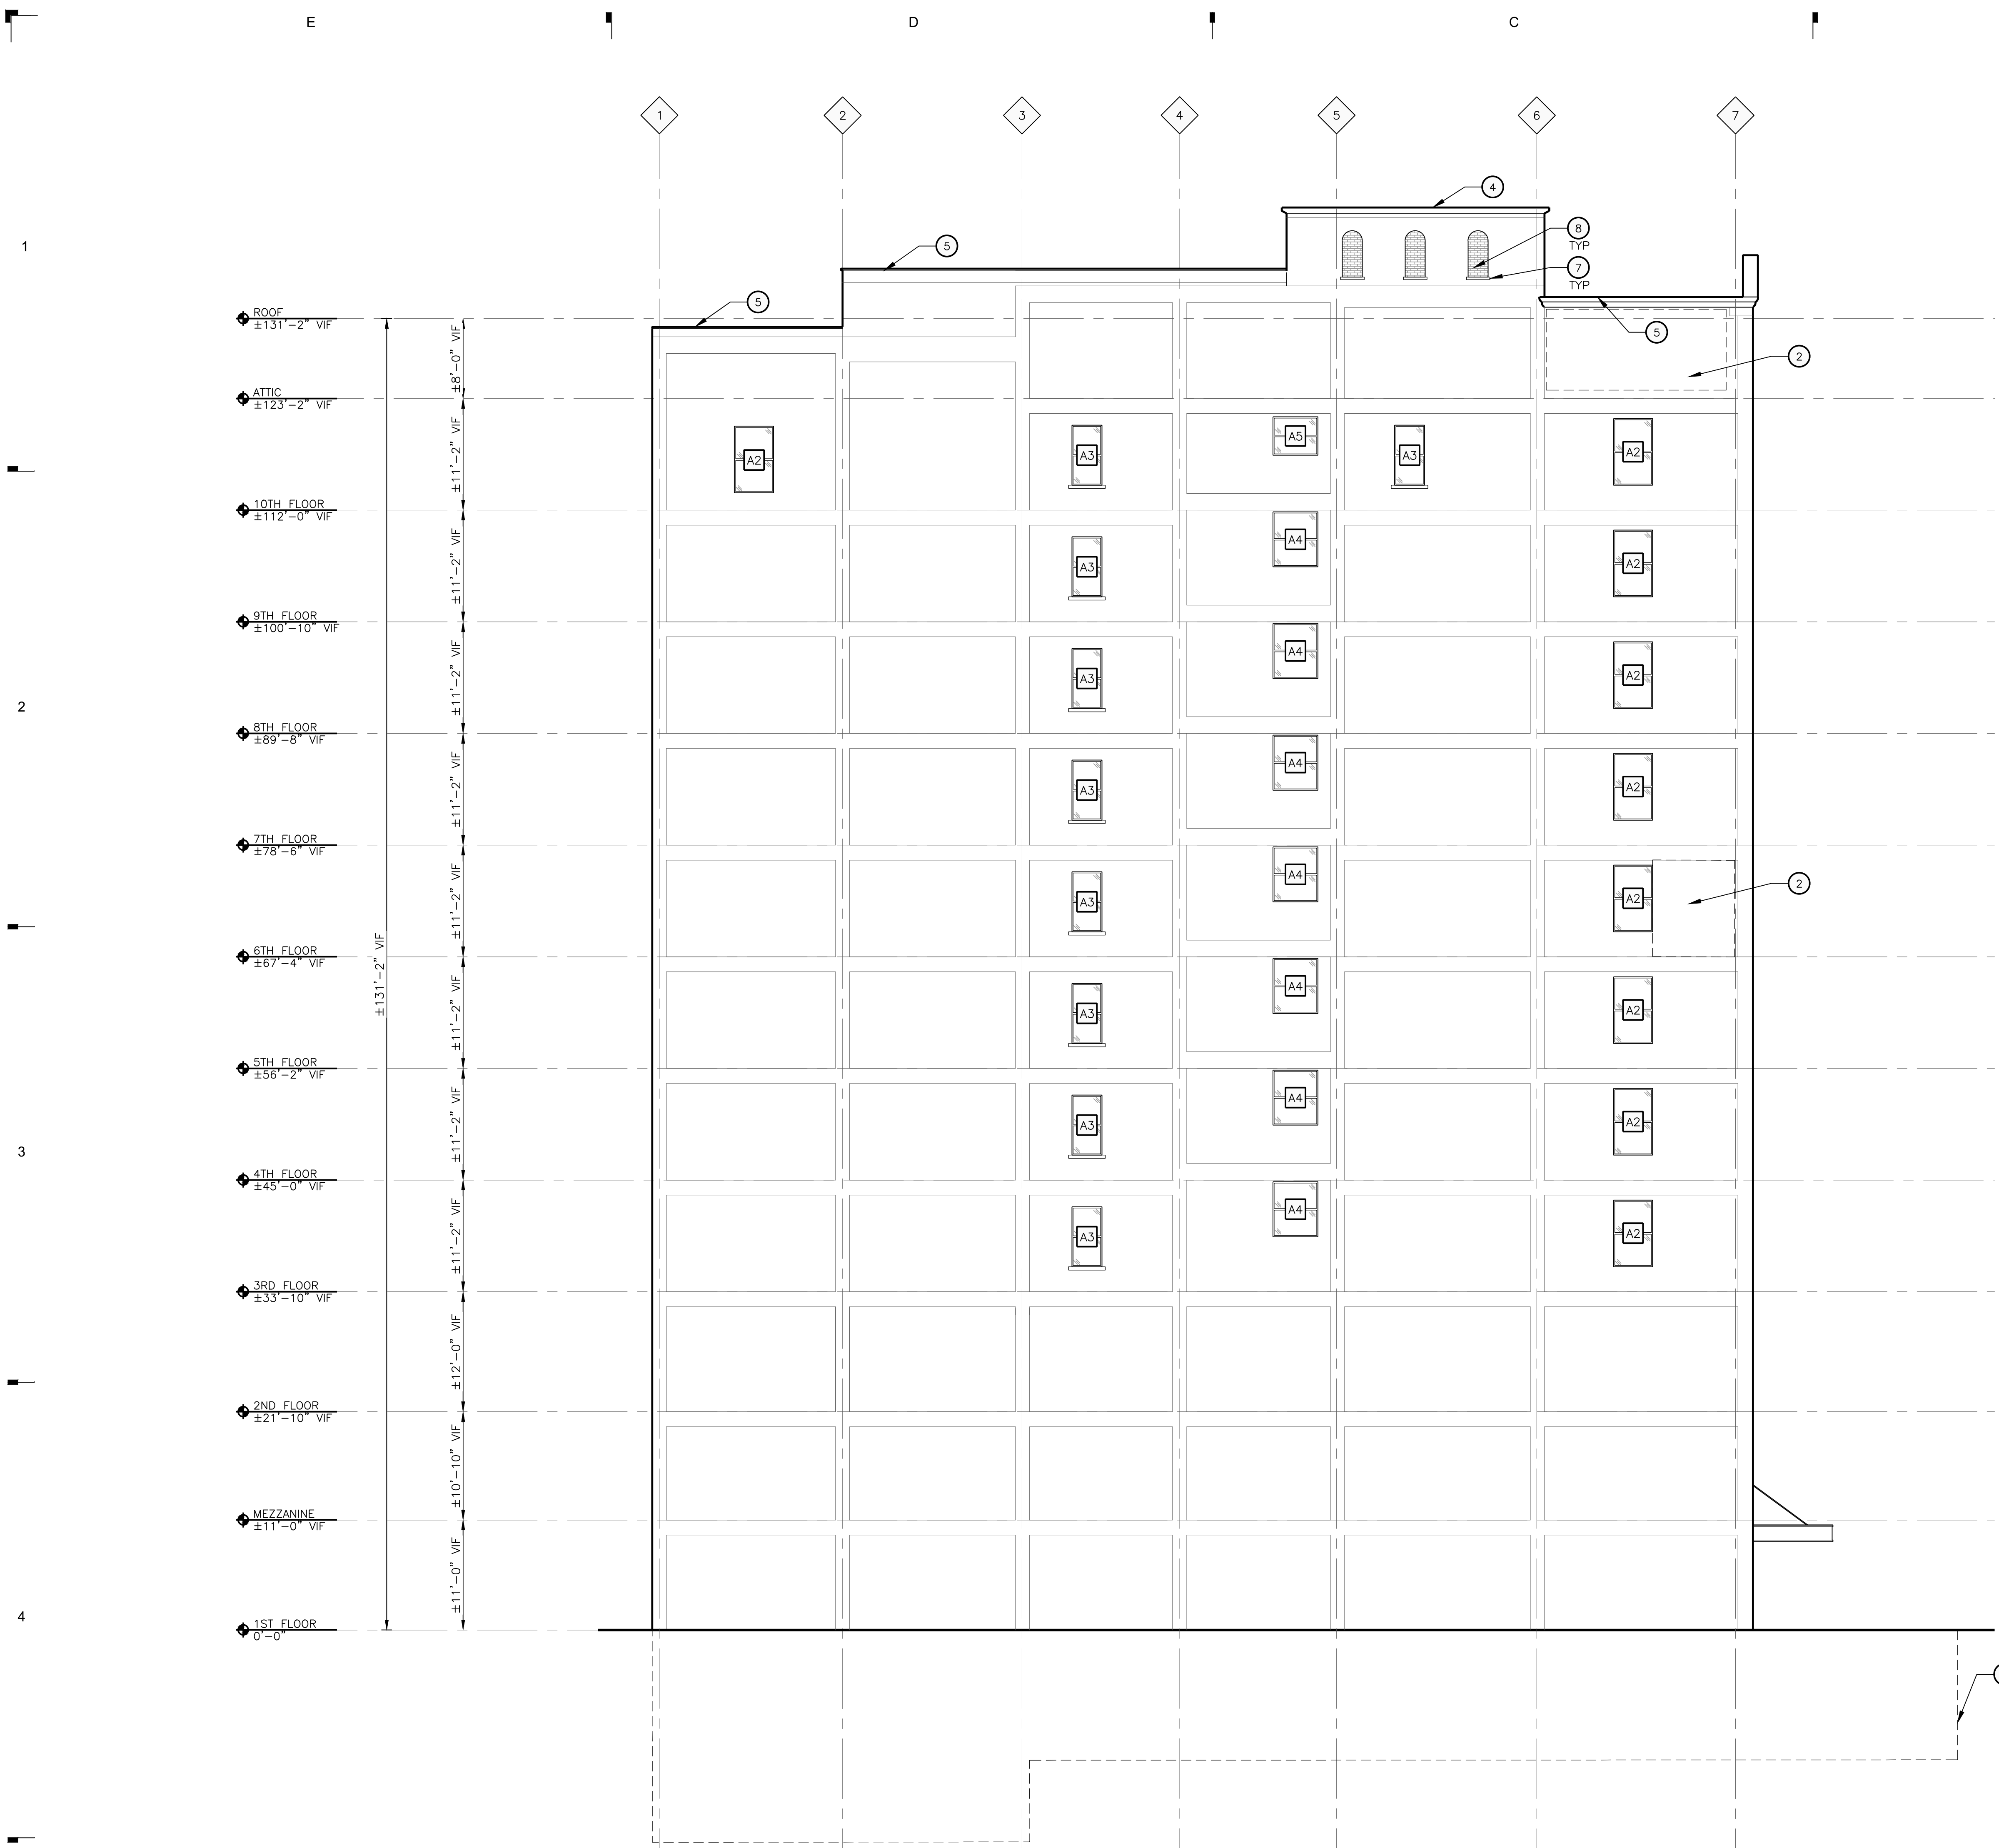 E
D
C
1
2
3
4
5
6
7
4
8
TYP
1
5
7
TYP
5
ROOF
±131'-2" VIF
5
±8'-0" VIF
2
ATTIC
±123'-2" VIF
±11'-2" VIF
A2
A3
A5
A3
A2
10TH FLOOR
±112'-0" VIF
±11'-2" VIF
A3
A4
A2
9TH FLOOR
±100'-10" VIF
±11'-2" VIF
A3
A4
A2
2
8TH FLOOR
±89'-8" VIF
±11'-2" VIF
A3
A4
A2
7TH FLOOR
±78'-6" VIF
±11'-2" VIF
A3
A4
A2
2
6TH FLOOR
±67'-4" VIF
±131'-2" VIF
±11'-2" VIF
A3
A4
A2
5TH FLOOR
±56'-2" VIF
±11'-2" VIF
A3
A4
A2
3
4TH FLOOR
±45'-0" VIF
±11'-2" VIF
A3
A4
A2
3RD FLOOR
±33'-10" VIF
±12'-0" VIF
2ND FLOOR
±21'-10" VIF
±10'-10" VIF
MEZZANINE
±11'-0" VIF
±11'-0" VIF
4
1ST FLOOR
0'-0"